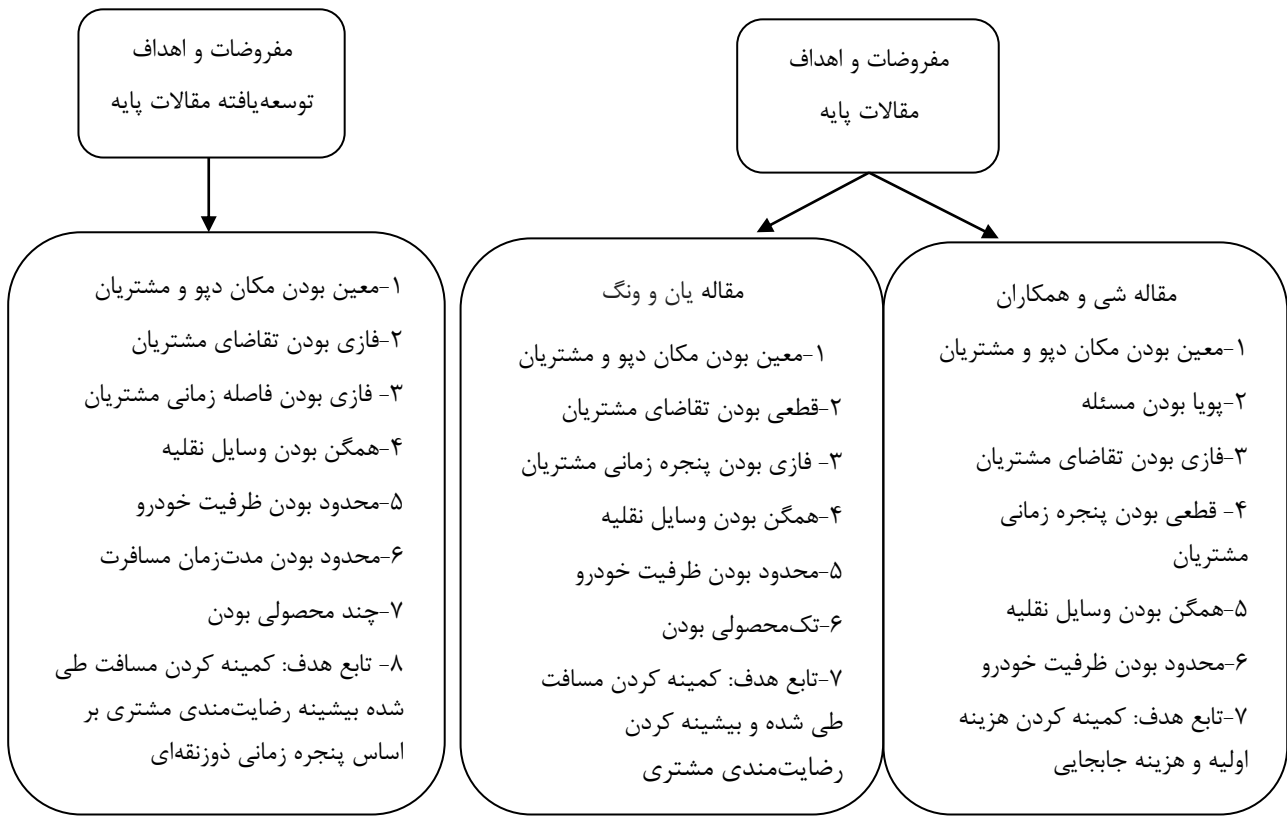 مفروضات و اهداف
مقالات پایه
مفروضات و اهداف
توسعه‌یافته مقالات پایه
مقاله شی و همکاران
۱-معین بودن مکان دپو و مشتریان
۲-پویا بودن مسئله
۳-فازی بودن تقاضای مشتریان
۴- قطعی بودن پنجره زمانی
مشتریان
۵-همگن بودن وسایل نقلیه
۶-محدود بودن ظرفیت خودرو
۷-تابع هدف: کمینه کردن هزینه
اولیه و هزینه جابجایی
مقاله یان و ونگ
۱-معین بودن مکان دپو و مشتریان
۲-قطعی بودن تقاضای مشتریان
۳- فازی بودن پنجره زمانی مشتریان
۴-همگن بودن وسایل نقلیه
۵-محدود بودن ظرفیت خودرو
۶-تک‌محصولی بودن
۷-تابع هدف: کمینه کردن مسافت
طی شده و بیشینه کردن
رضایت‌مندی مشتری
۱-معین بودن مکان دپو و مشتریان
۲-فازی بودن تقاضای مشتریان
۳- فازی بودن فاصله زمانی مشتریان
۴-همگن بودن وسایل نقلیه
۵-محدود بودن ظرفیت خودرو
۶-محدود بودن مدت‌زمان مسافرت
۷-چند محصولی بودن
۸- تابع هدف: کمینه کردن مسافت طی
شده بیشینه رضایت‌مندی مشتری بر
اساس پنجره زمانی ذوزنقه‌ای